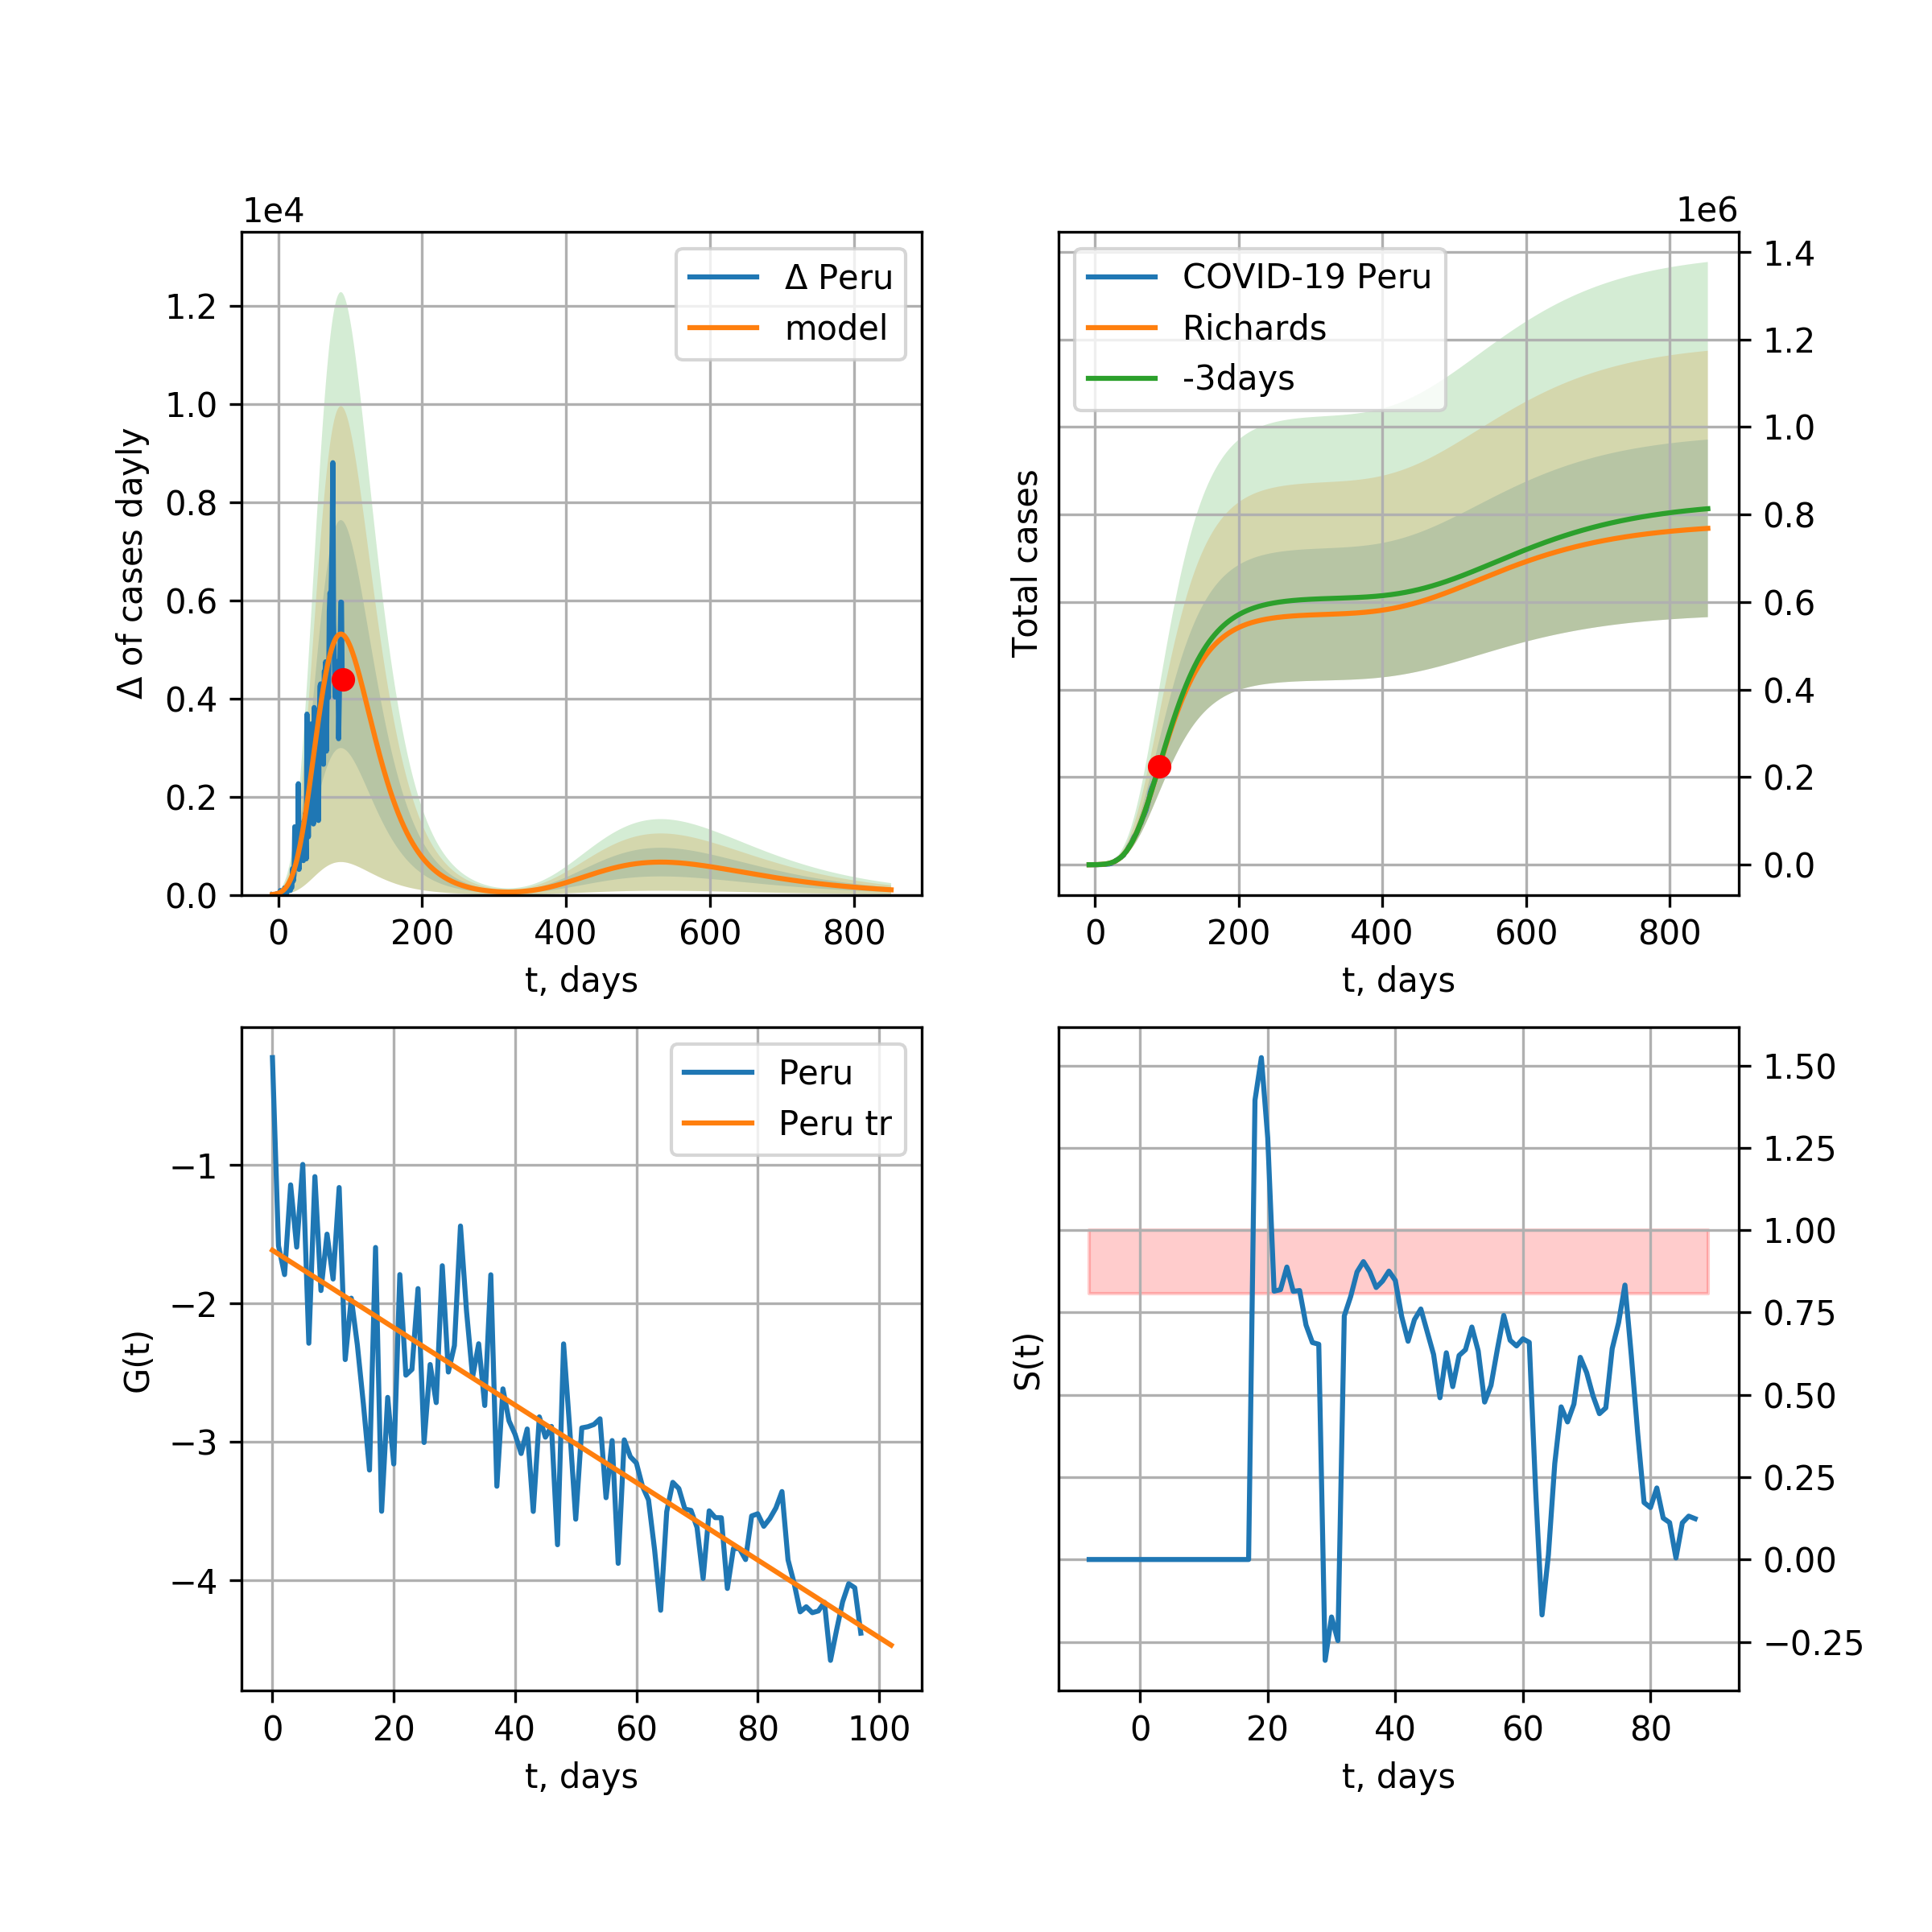 1e4
Δ of cases dayly
1.2
1.0
0.8
0.6
0.4
0.2
0.0
Δ Peru
model
0 200 400 600 800
t, days
1e6
Total cases
COVID-19 Peru
Richards
-3days
1.4
1.2
1.0
0.8
0.6
0.4
0.2
0.0
0 200 400 600 800
t, days
G(t)
−1
−2
−3
−4
Peru
Peru tr
0 20 40 60 80 100
t, days
S(t)
1.50
1.25
1.00
0.75
0.50
0.25
0.00
−0.25
0 20 40 60 80
t, days